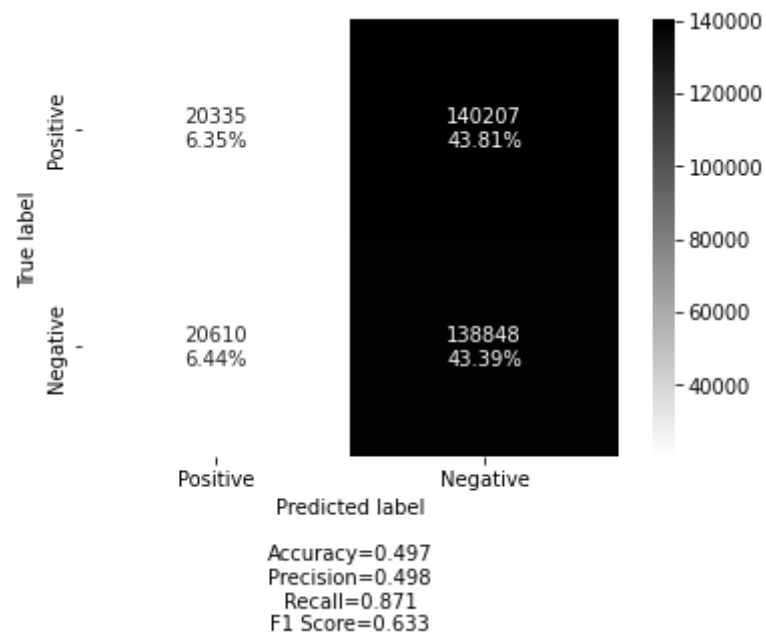 20335
6.35%
140207
43.81%
20610
6.44%
138848
43.39%
Positive
Negative
True label
Positive
Negative
Predicted label
140000
120000
100000
80000
60000
40000
Accuracy=0.497
Precision=0.498
Recall=0.871
F1 Score=0.633